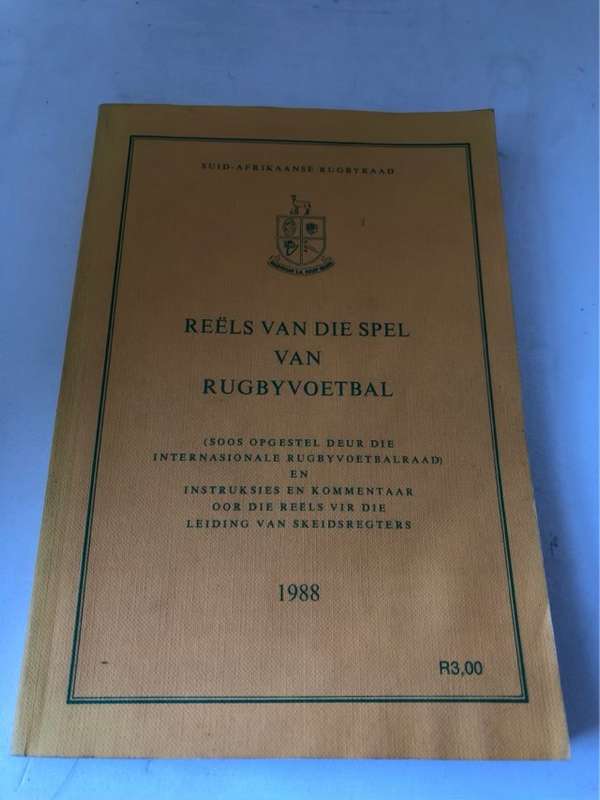 SUID-AFRIKAANSE RUGBYRAAD
REËLS VAN DIE SPEL
VAN
RUGBYVOETBAL
(SOOS OPGESTEL DEUR DIE
INTERNASIONALE RUGBYVOETBALRAAD)
EN
INSTRUKSIES EN KOMMENTAAR
OOR DIE REËLS VIR DIE
LEIDING VAN SKEIDSREGTERS
1988
R3,00